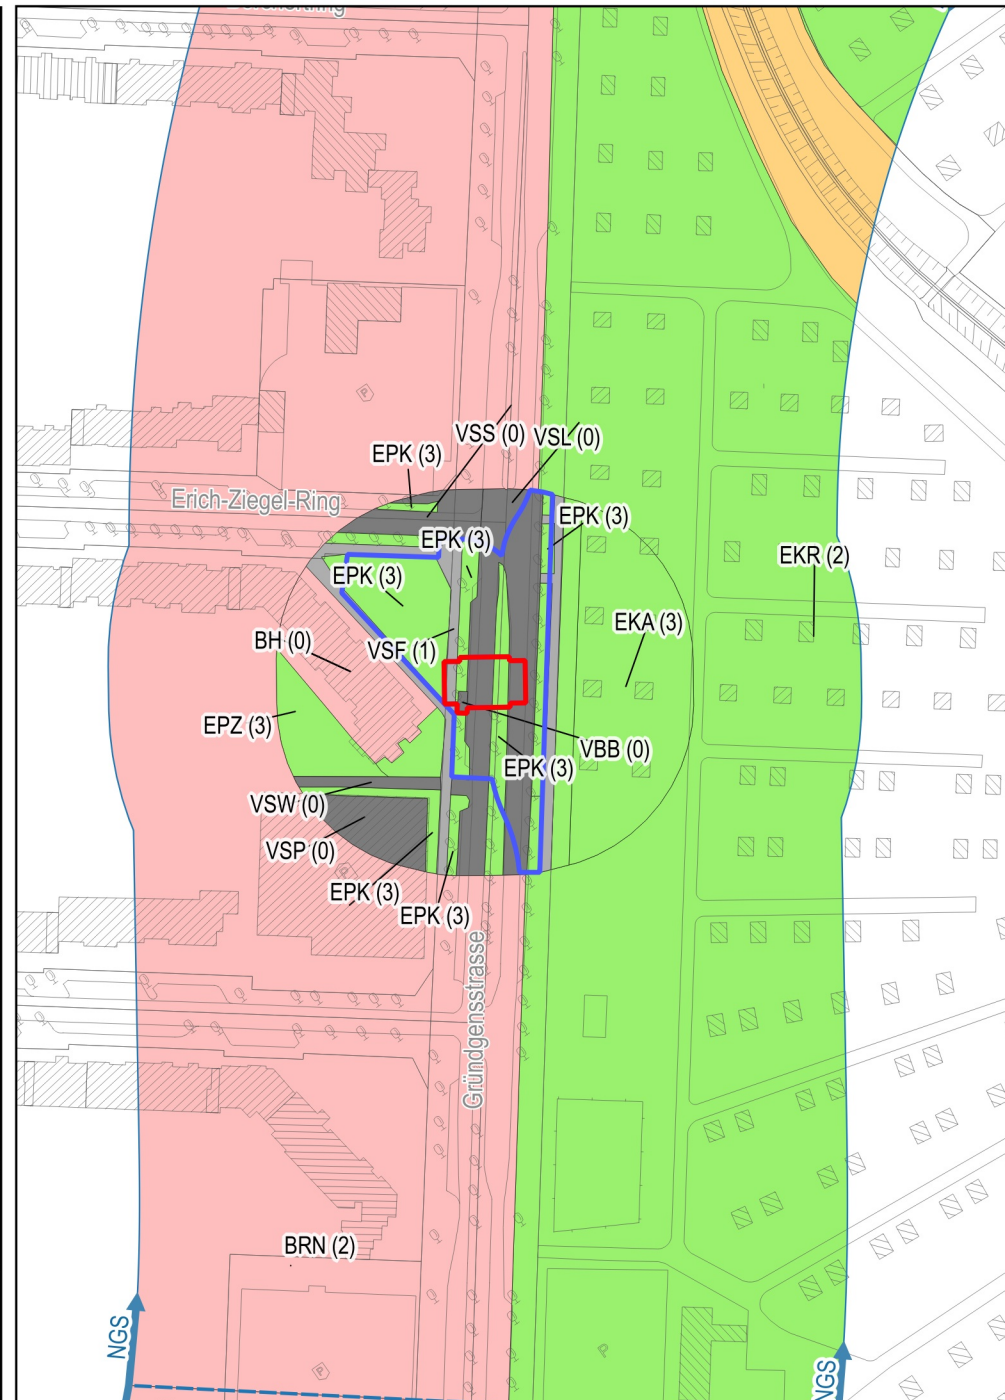 EPK (3)
VSS (0)
VSL (0)
Erich-Ziegel-Ring
EPK (3)
EPK (3)
EPK (3)
EKR (2)
BH (0)
VSF (1)
EKA (3)
EPZ (3)
VBB (0)
EPK (3)
VSW (0)
VSP (0)
EPK (3)
EPK (3)
Gründgensstrasse
BRN (2)
NGS
NGS